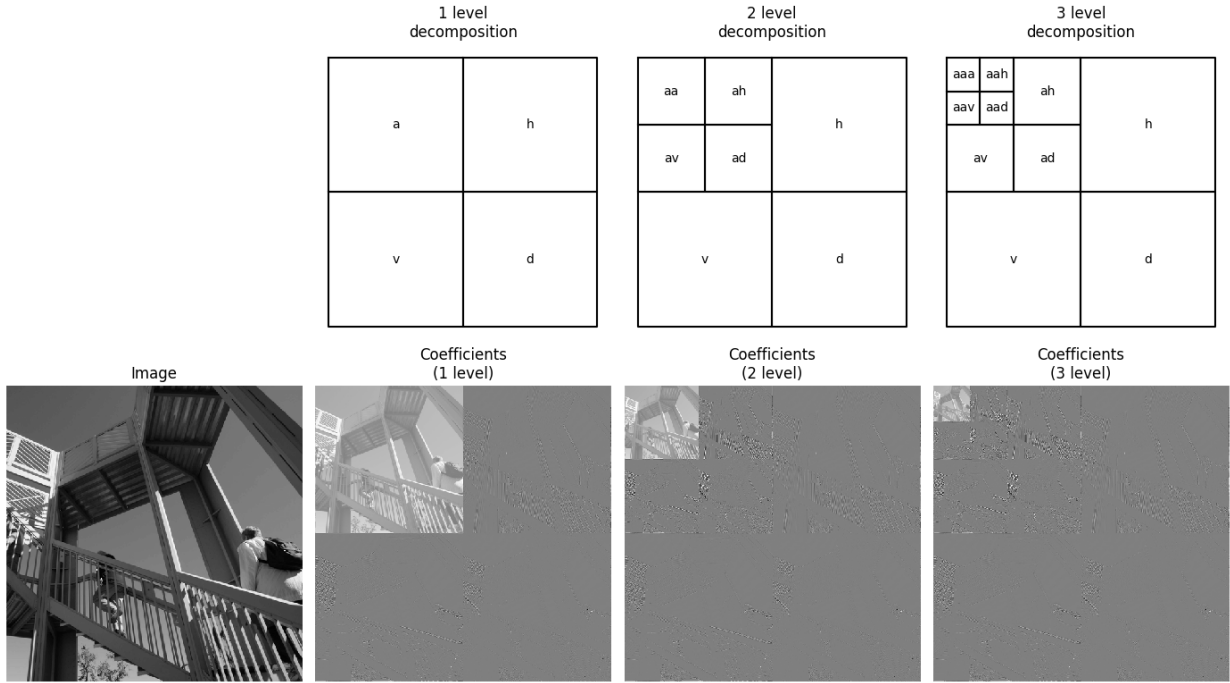 1 level
decomposition
2 level
decomposition
3 level
decomposition
a
h
v
d
aa
ah
av
ad
h
v
d
aaa
aah
aav
aad
ah
av
ad
h
v
d
Image
Coefficients
(1 level)
Coefficients
(2 level)
Coefficients
(3 level)